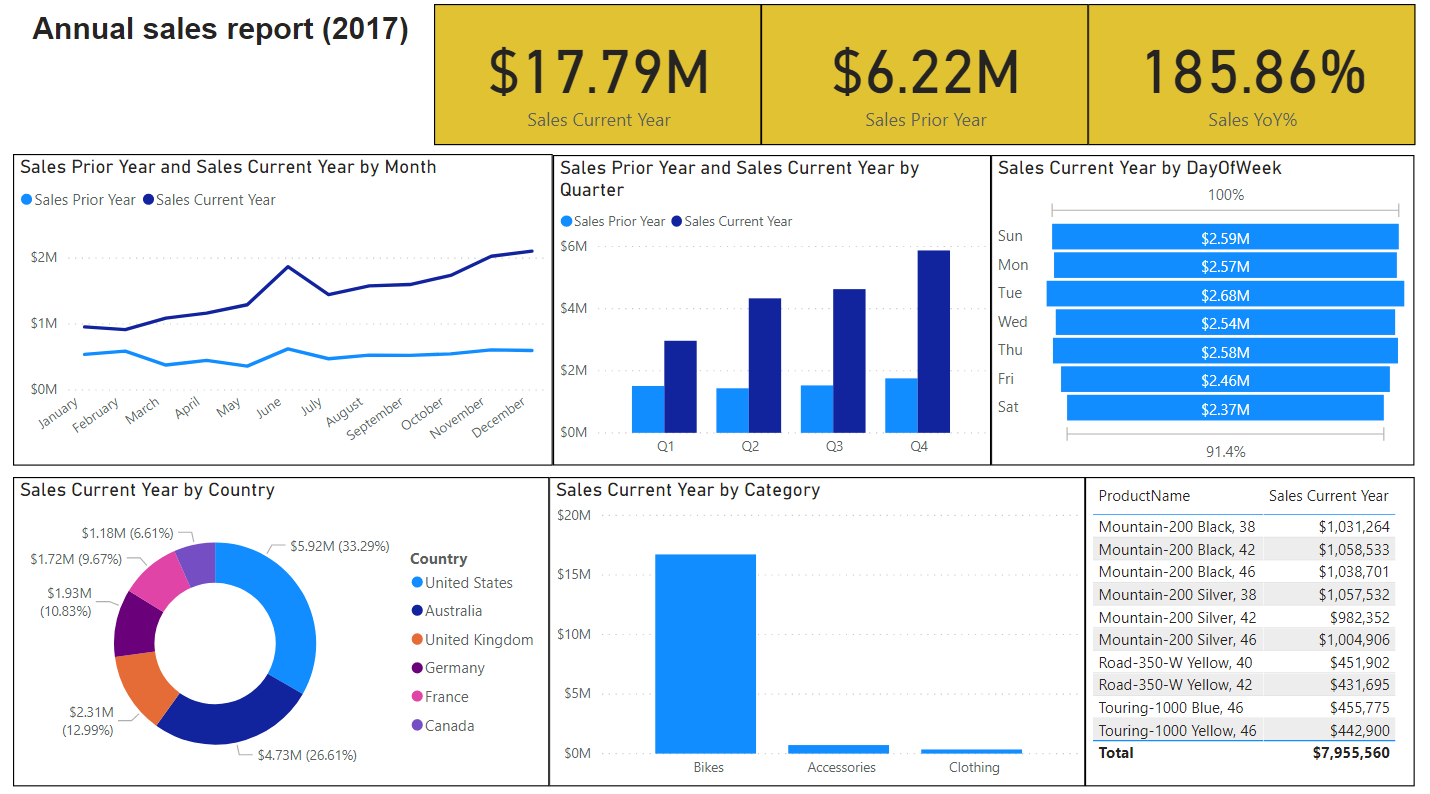 Annual sales report (2017)
$17.79M
Sales Current Year
$6.22M
Sales Prior Year
185.86%
Sales YoY%
Sales Prior Year and Sales Current Year by Month
Sales Prior Year Sales Current Year
$2M
$1M
$0M
January
February
March
April
May
June
July
August
September
October
November
December
Sales Prior Year and Sales Current Year by
Quarter
Sales Prior Year Sales Current Year
$6M
$4M
$2M
$0M
Q1
Q2
Q3
Q4
Sales Current Year by DayOfWeek
100%
Sun $2.59M
Mon $2.57M
Tue $2.68M
Wed $2.54M
Thu $2.58M
Fri $2.46M
Sat $2.37M
91.4%
Sales Current Year by Country
$5.92M (33.29%)
$4.73M (26.61%)
$2.31M
(12.99%)
$1.93M
(10.83%)
$1.72M (9.67%)
$1.18M (6.61%)
Country
United States
Australia
United Kingdom
Germany
France
Canada
Sales Current Year by Category
$20M
$15M
$10M
$5M
$0M
Bikes
Accessories
Clothing
ProductName Sales Current Year
Mountain-200 Black, 38 $1,031,264
Mountain-200 Black, 42 $1,058,533
Mountain-200 Black, 46 $1,038,701
Mountain-200 Silver, 38 $1,057,532
Mountain-200 Silver, 42 $982,352
Mountain-200 Silver, 46 $1,004,906
Road-350-W Yellow, 40 $451,902
Road-350-W Yellow, 42 $431,695
Touring-1000 Blue, 46 $455,775
Touring-1000 Yellow, 46 $442,900
Total $7,955,560